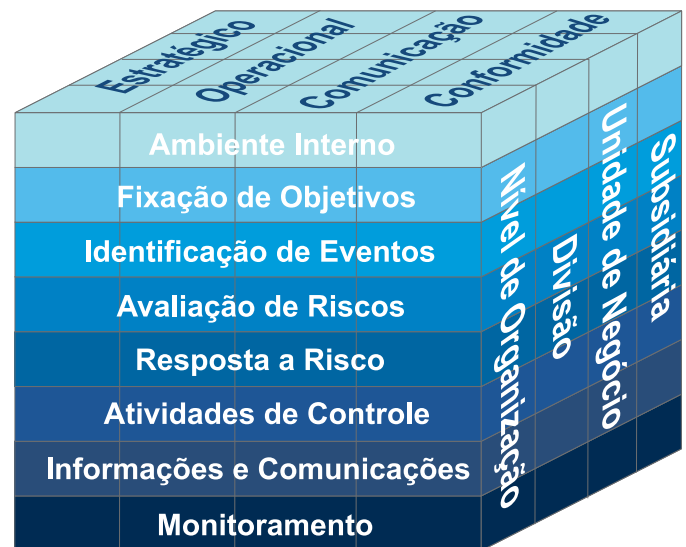 Estratégico
Operacional
Comunicação
Conformidade
Ambiente Interno
Fixação de Objetivos
Identificação de Eventos
Avaliação de Riscos
Resposta a Risco
Atividades de Controle
Informações e Comunicações
Monitoramento
Nível de Organização
Divisão
Unidade de Negócio
Subsidiária